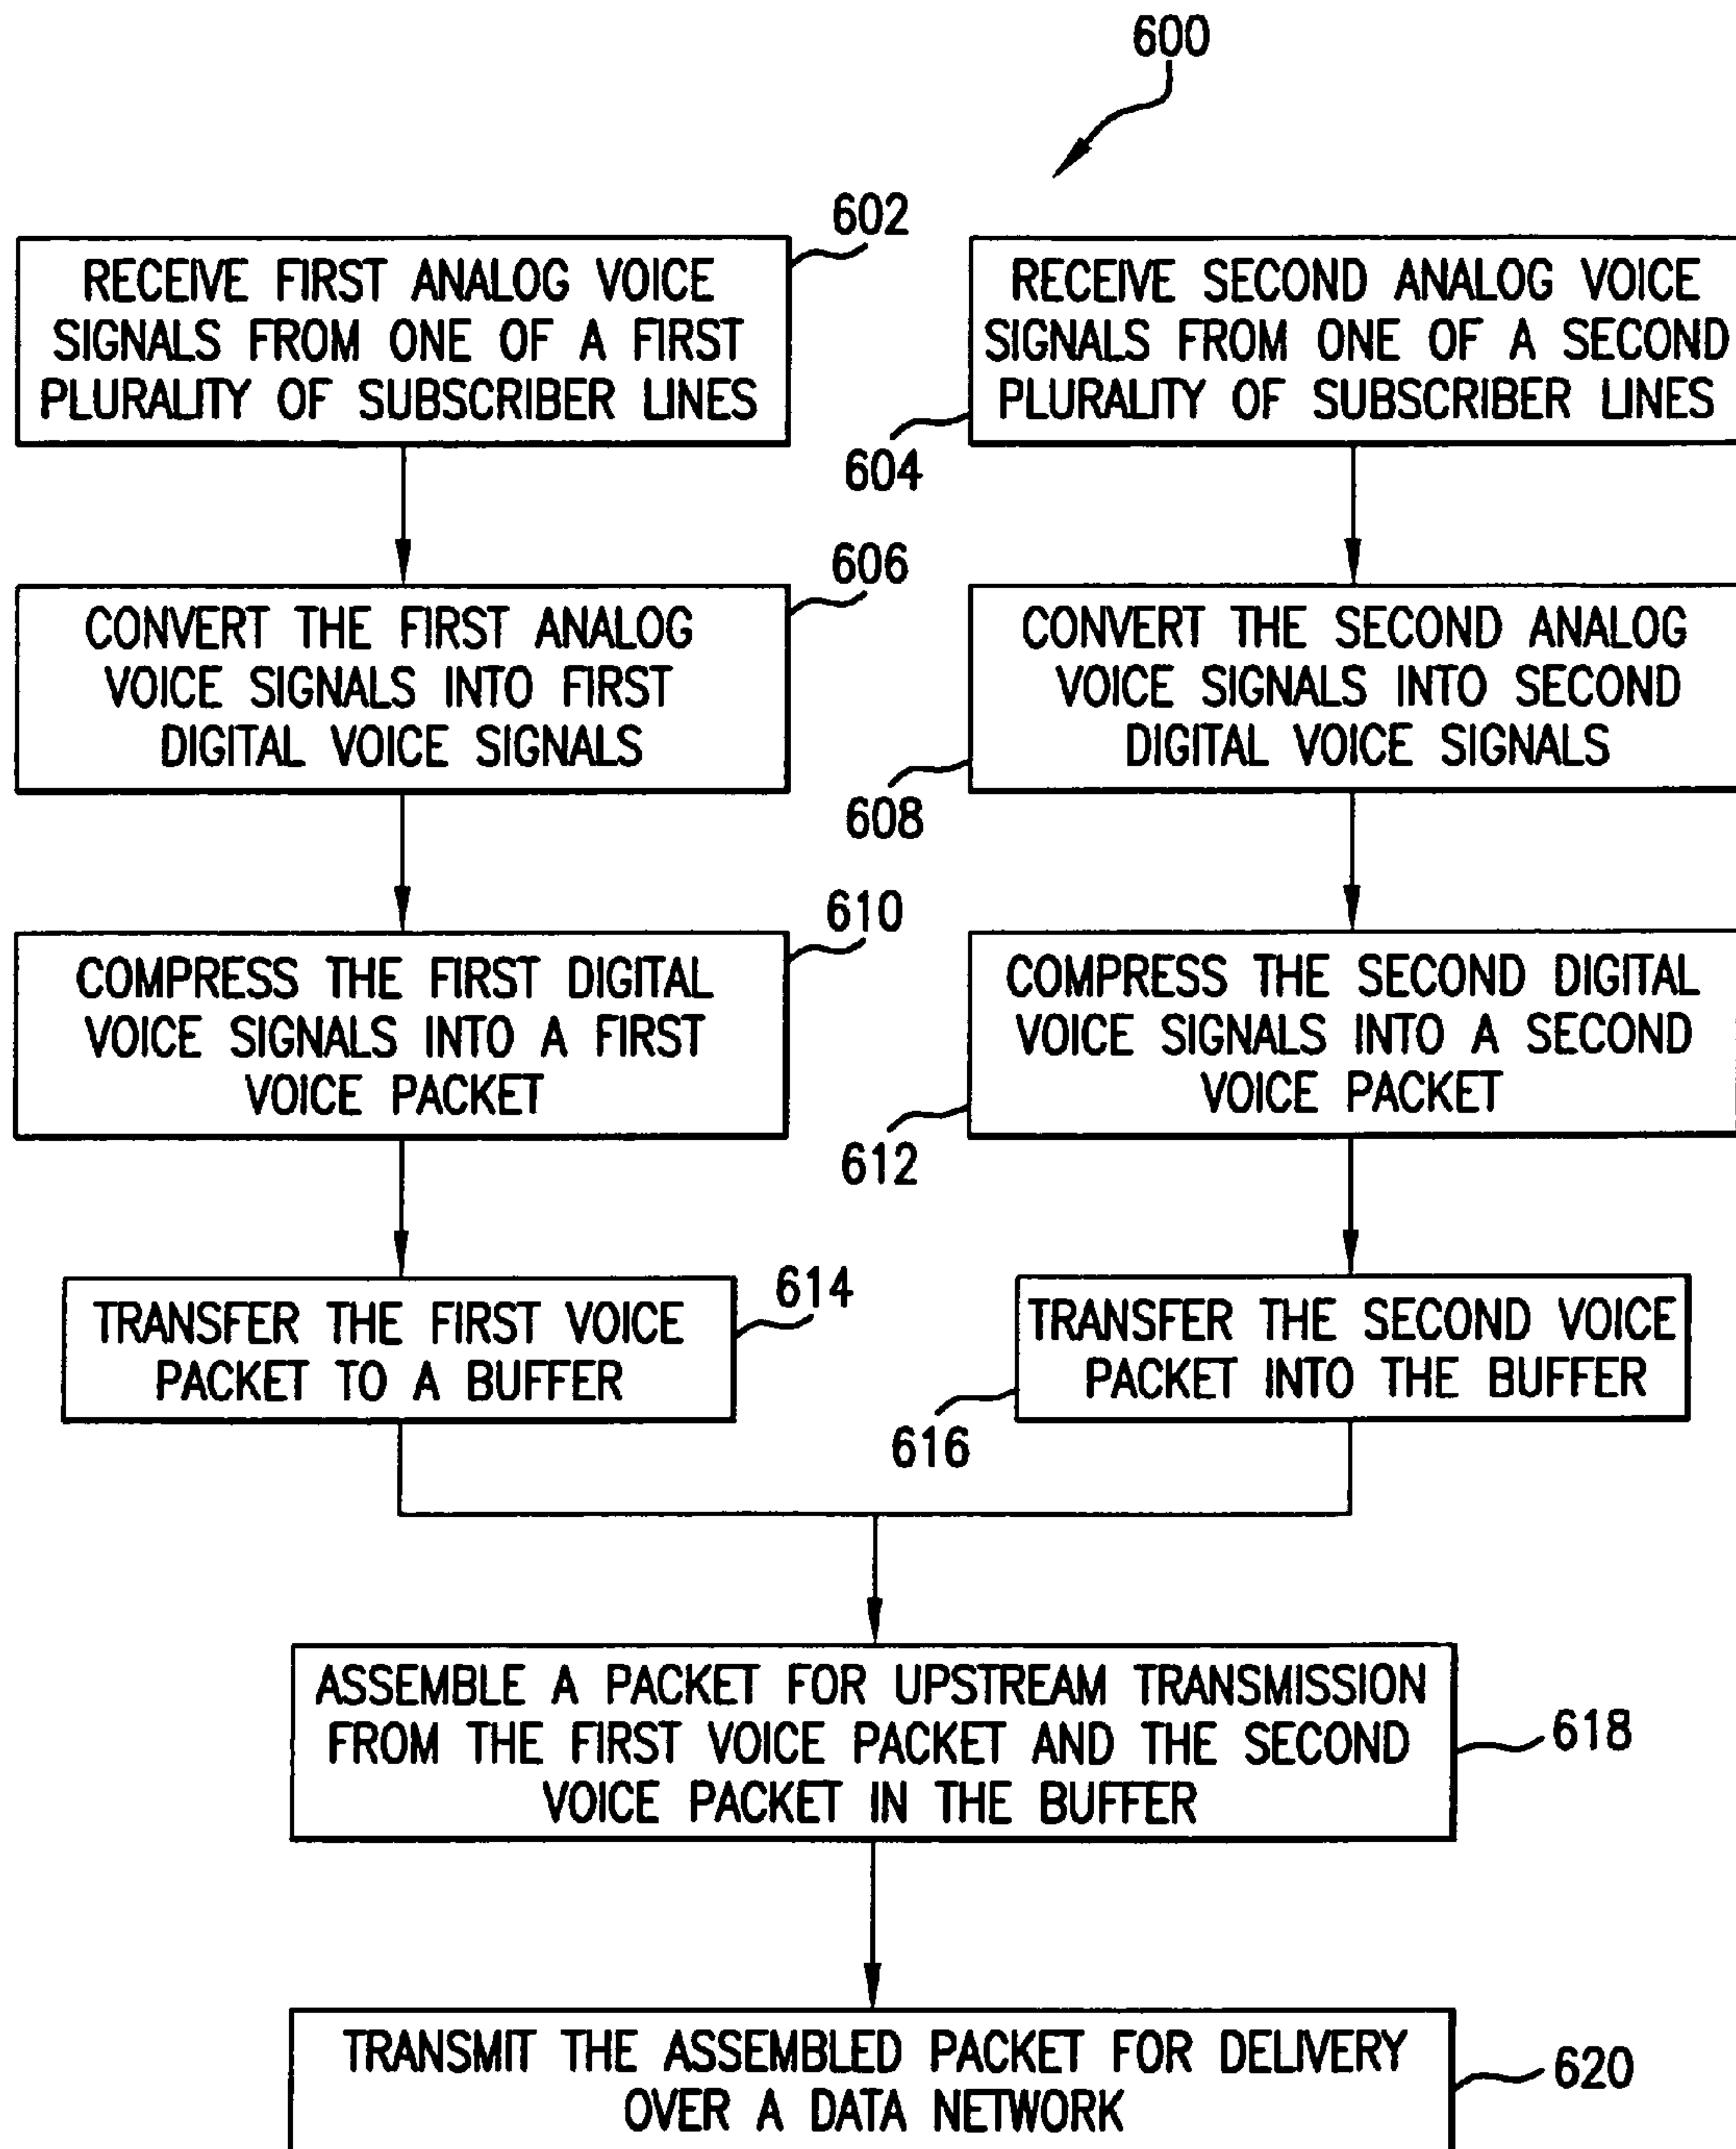 600
602
RECEIVE FIRST ANALOG VOICE
SIGNALS FROM ONE OF A FIRST
PLURALITY OF SUBSCRIBER LINES
RECEIVE SECOND ANALOG VOICE
SIGNALS FROM ONE OF A SECOND
PLURALITY OF SUBSCRIBER LINES
604
606
CONVERT THE FIRST ANALOG
VOICE SIGNALS INTO FIRST
DIGITAL VOICE SIGNALS
CONVERT THE SECOND ANALOG
VOICE SIGNALS INTO SECOND
DIGITAL VOICE SIGNALS
608
610
COMPRESS THE FIRST DIGITAL
VOICE SIGNALS INTO A FIRST
VOICE PACKET
COMPRESS THE SECOND DIGITAL
VOICE SIGNALS INTO A SECOND
VOICE PACKET
612
614
TRANSFER THE FIRST VOICE
PACKET TO A BUFFER
TRANSFER THE SECOND VOICE
PACKET INTO THE BUFFER
616
ASSEMBLE A PACKET FOR UPSTREAM TRANSMISSION
FROM THE FIRST VOICE PACKET AND THE SECOND
VOICE PACKET IN THE BUFFER
618
TRANSMIT THE ASSEMBLED PACKET FOR DELIVERY
OVER A DATA NETWORK
620